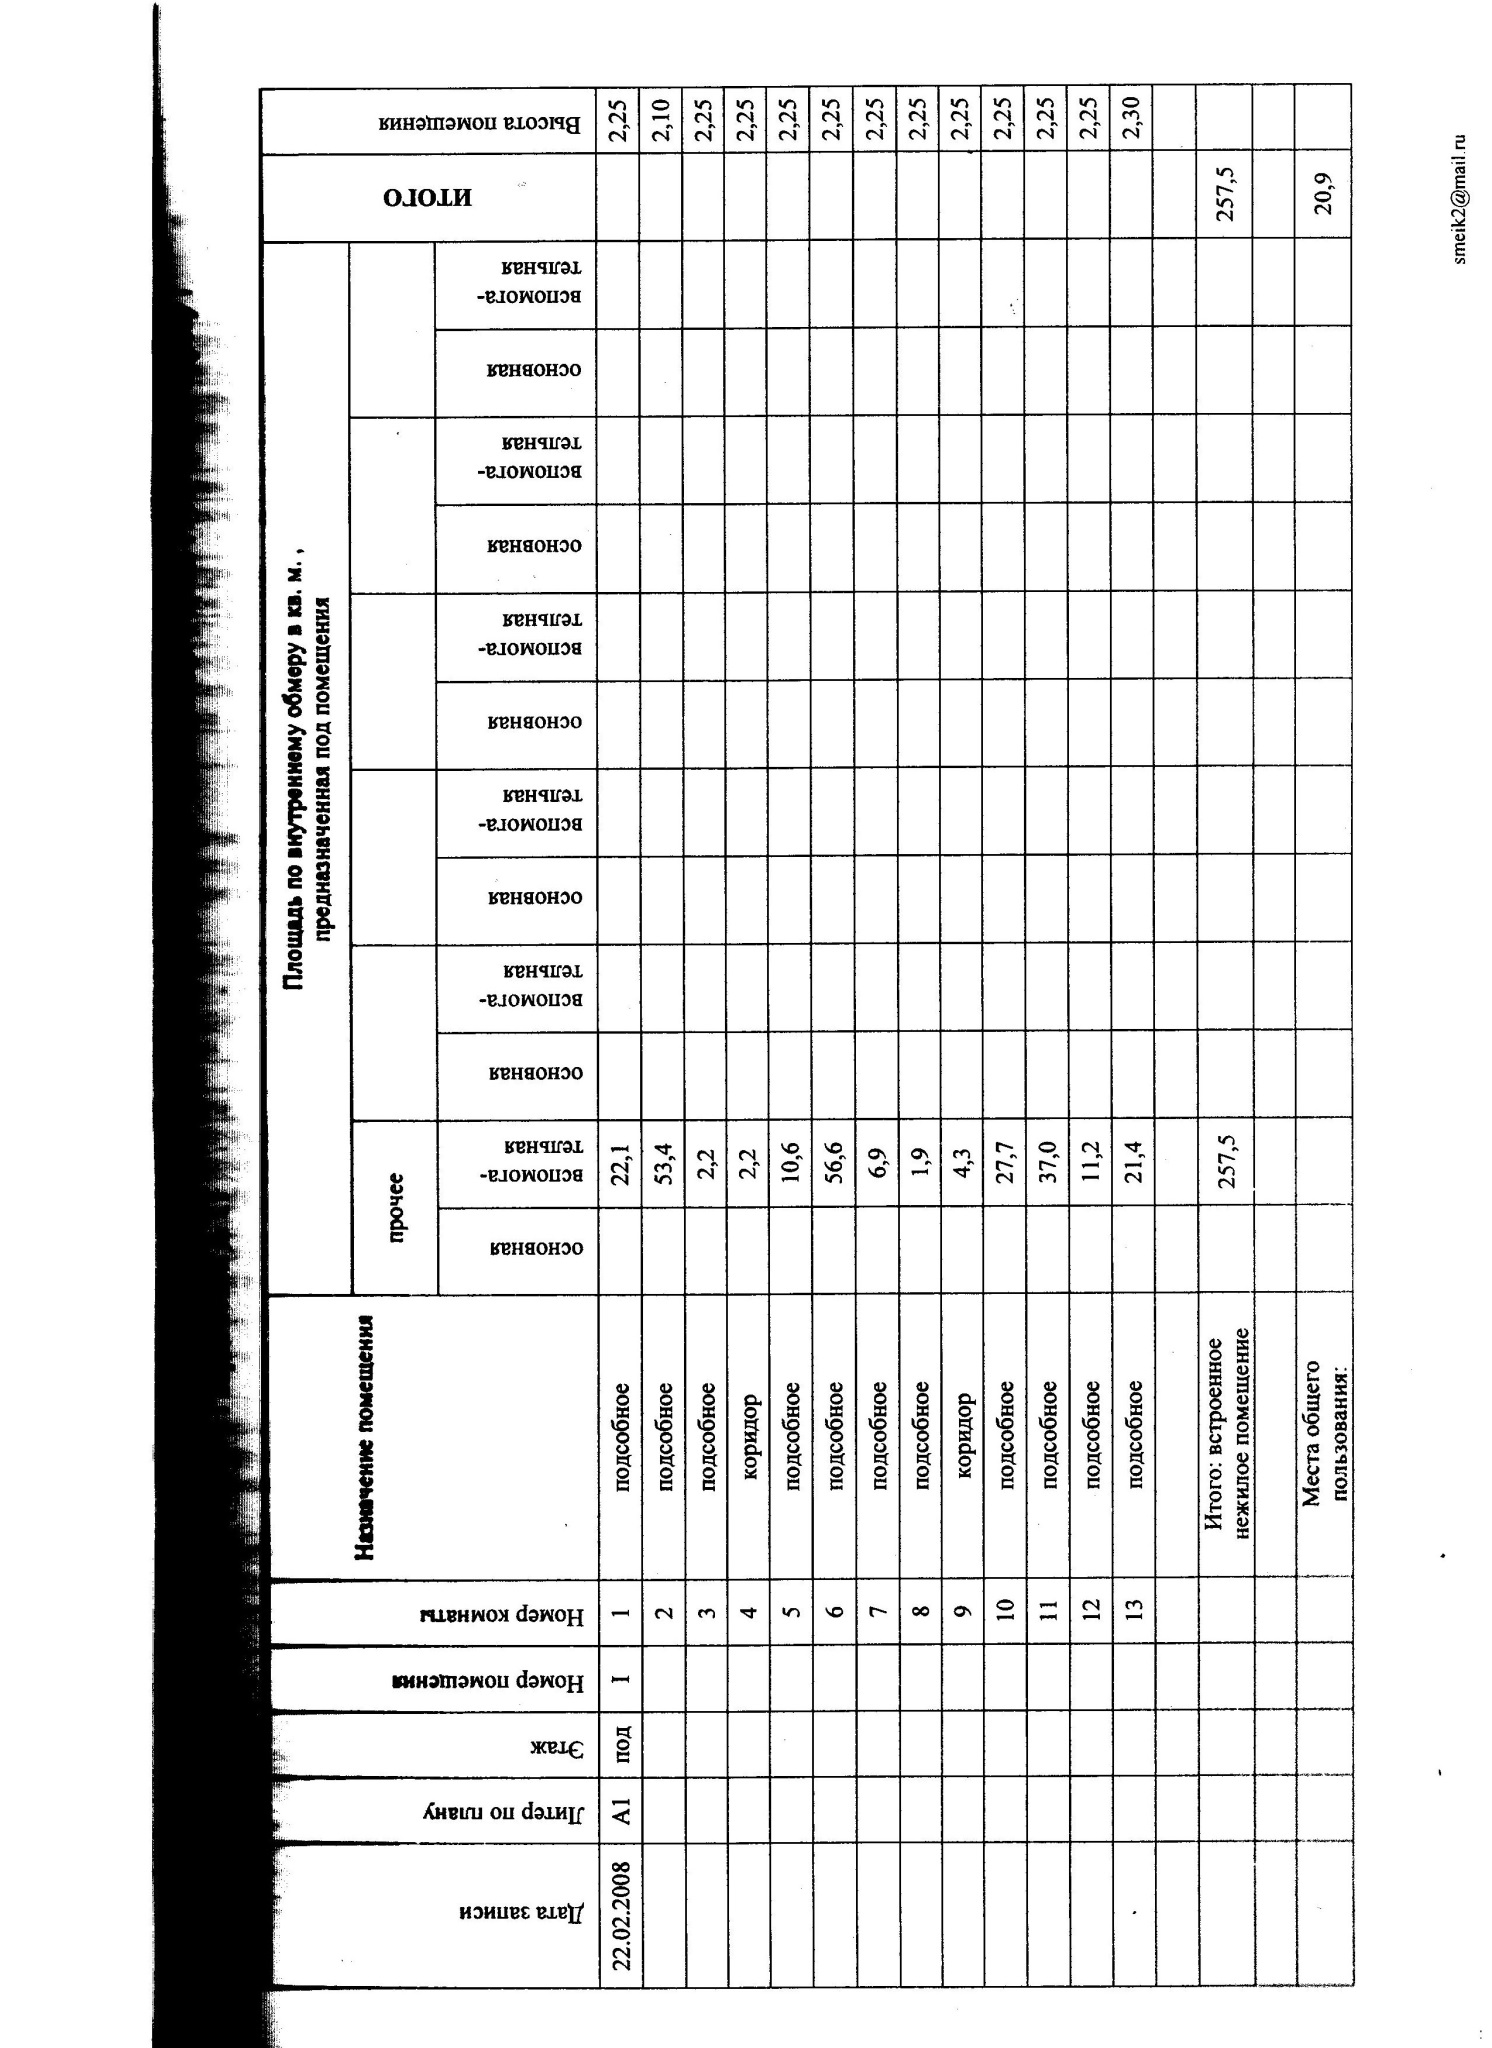 Дата записи
Литер по плану
Этаж
Номер помещения
Номер комнаты
Назначение помещения
Площадь по внутреннему обмеру в кв. м. ,
предназначенная под помещения
ИТОГО
Высота помещения
прочее
основная
вспомога-
тельная
основная
вспомога-
тельная
основная
вспомога-
тельная
основная
вспомога-
тельная
основная
вспомога-
тельная
основная
вспомога-
тельная
22.02.2008 А1 под I 1 подсобное 22,1 2,25
2 подсобное 53,4 2,10
3 подсобное 2,2 2,25
4 коридор 2,2 2,25
5 подсобное 10,6 2,25
6 подсобное 56,6 2,25
7 подсобное 6,9 2,25
8 подсобное 1,9 2,25
9 коридор 4,3 2,25
10 подсобное 27,7 2,25
11 подсобное 37,0 2,25
12 подсобное 11,2 2,25
13 подсобное 21,4 2,30
Итого: встроенное
нежилое помещение 257,5 257,5
Места общего
пользования: 20,9
smeik2@mail.ru